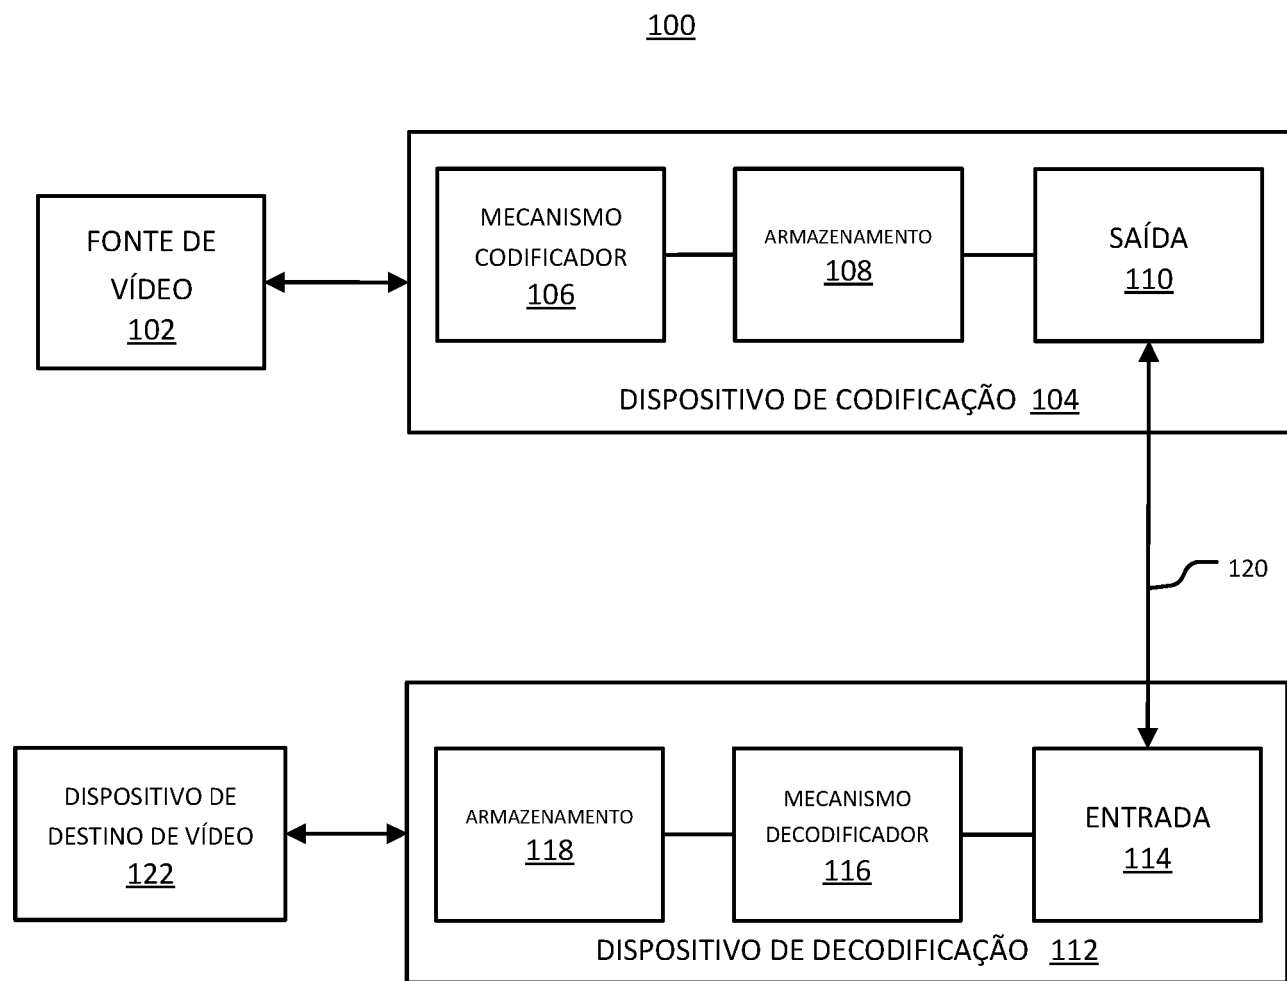 100
FONTE DE
VÍDEO
102
MECANISMO
CODIFICADOR
106
ARMAZENAMENTO
108
SAÍDA
110
DISPOSITIVO DE CODIFICAÇÃO 104
120
DISPOSITIVO DE
DESTINO DE VÍDEO
122
ARMAZENAMENTO
118
MECANISMO
DECODIFICADOR
116
ENTRADA
114
DISPOSITIVO DE DECODIFICAÇÃO 112